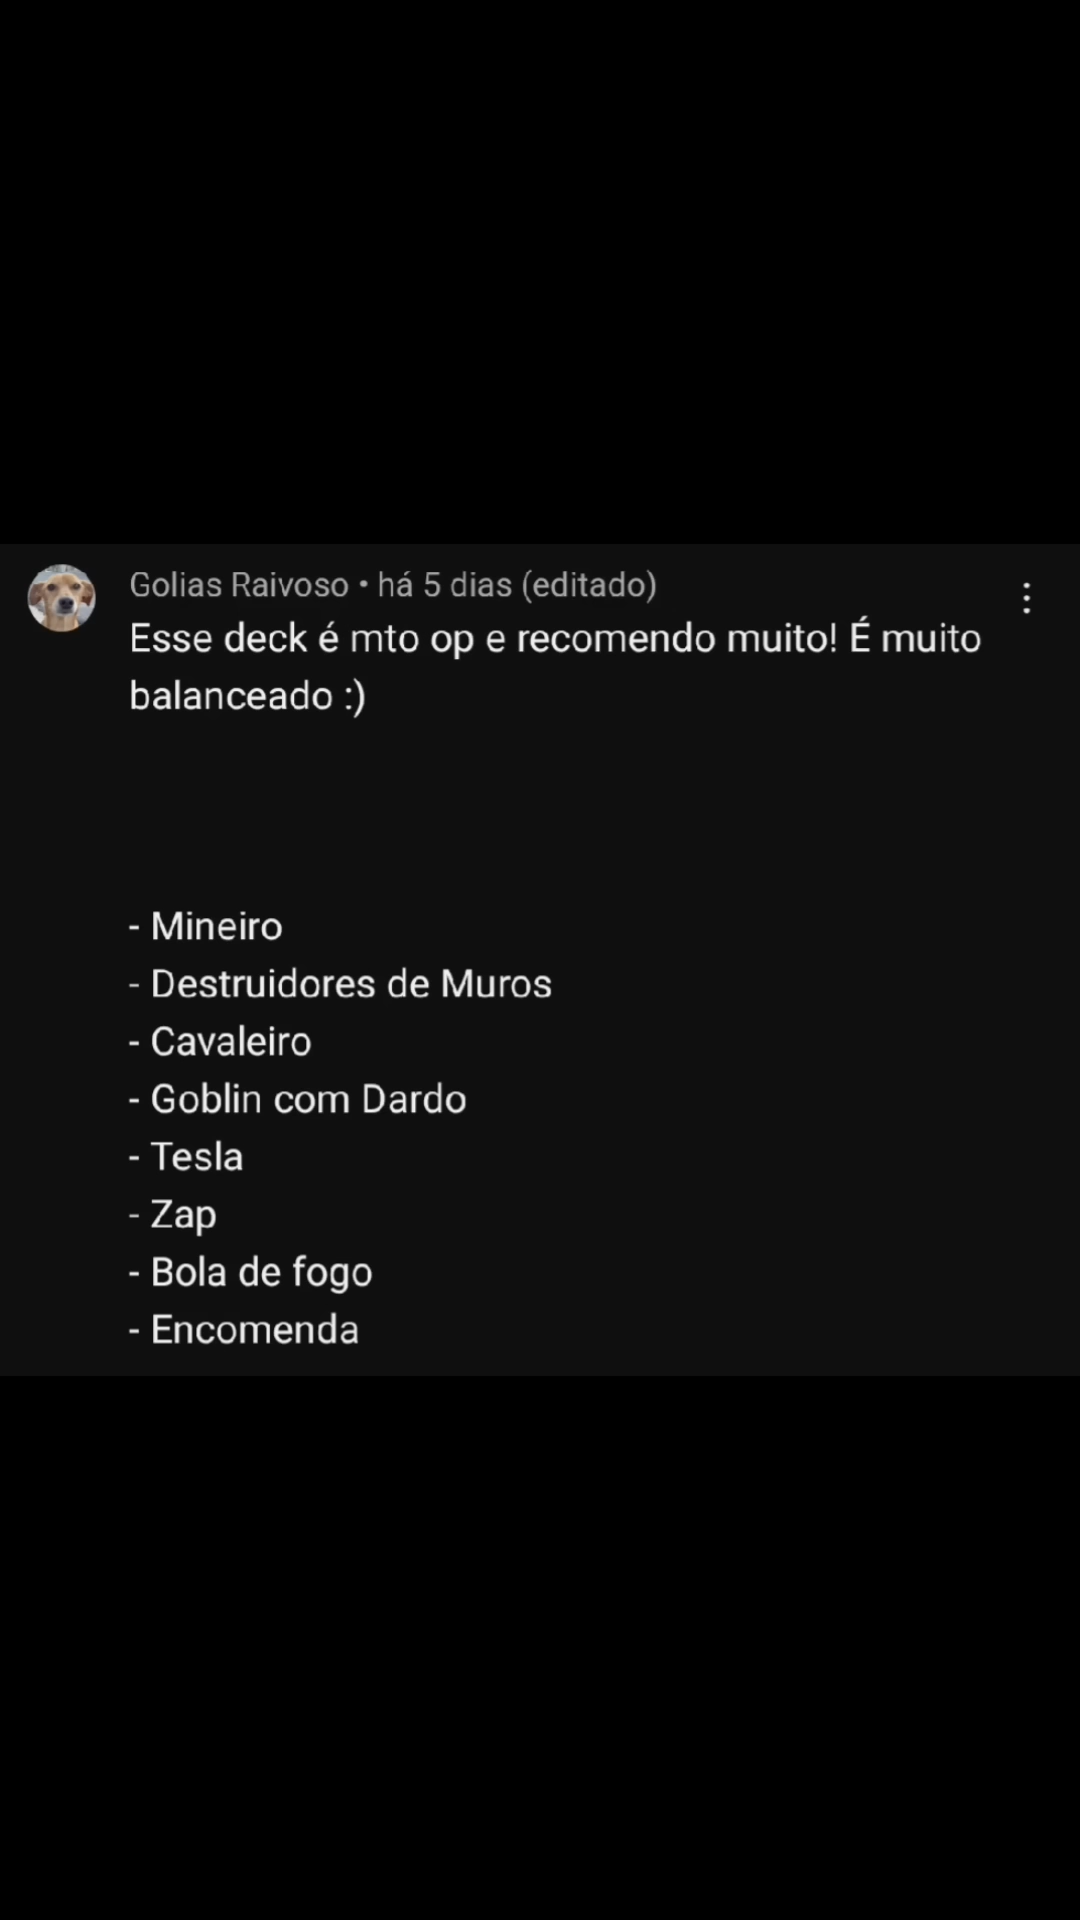 Golias Raivoso • há 5 dias (editado)
Esse deck é mto op e recomendo muito! É muito
balanceado :)
- Mineiro
- Destruidores de Muros
- Cavaleiro
- Goblin com Dardo
- Tesla
- Zap
- Bola de fogo
- Encomenda